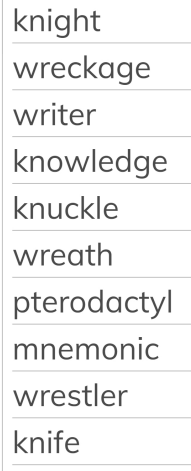 knight
wreckage
writer
knowledge
knuckle
wreath
pterodactyl
mnemonic
wrestler
knife